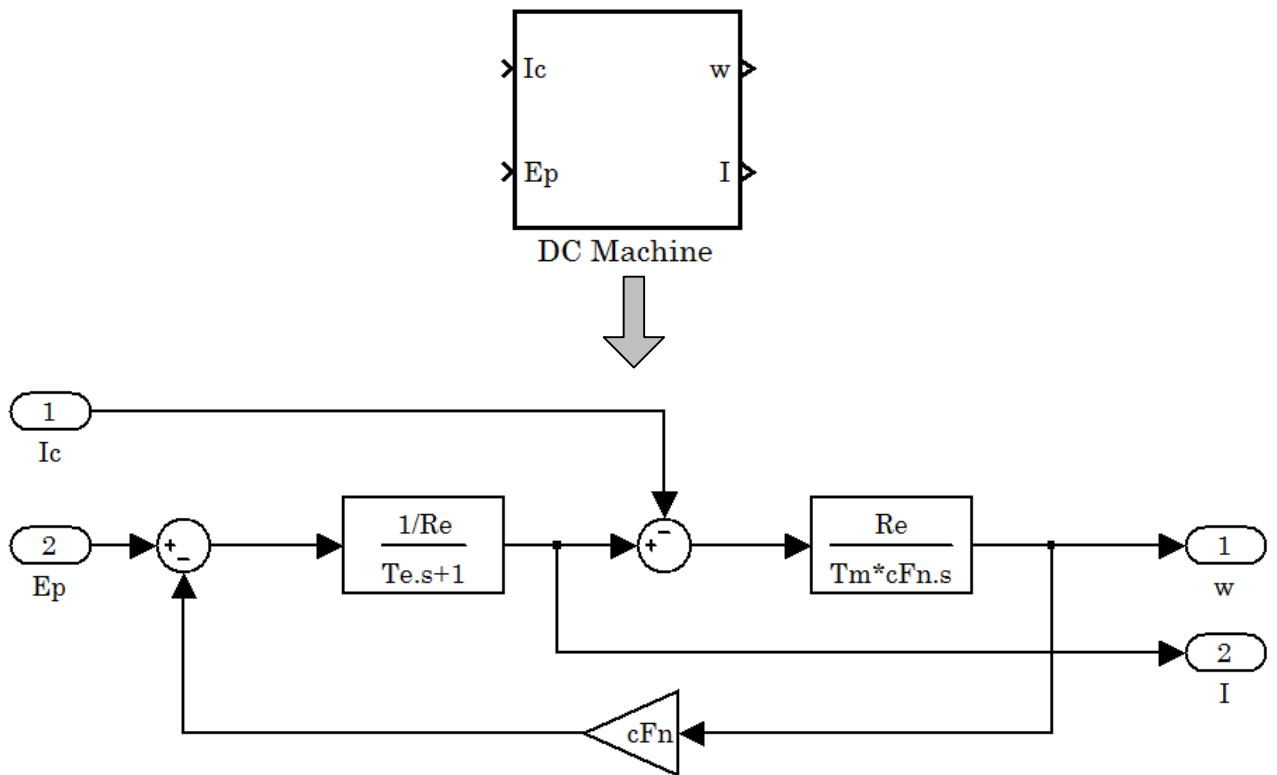 Ic
w
Ep
I
DC Machine
1
Ic
2
Ep
+
-
1/Re
Te.s+1
-
+
Re
Tm*cFn.s
1
w
2
I
cFn